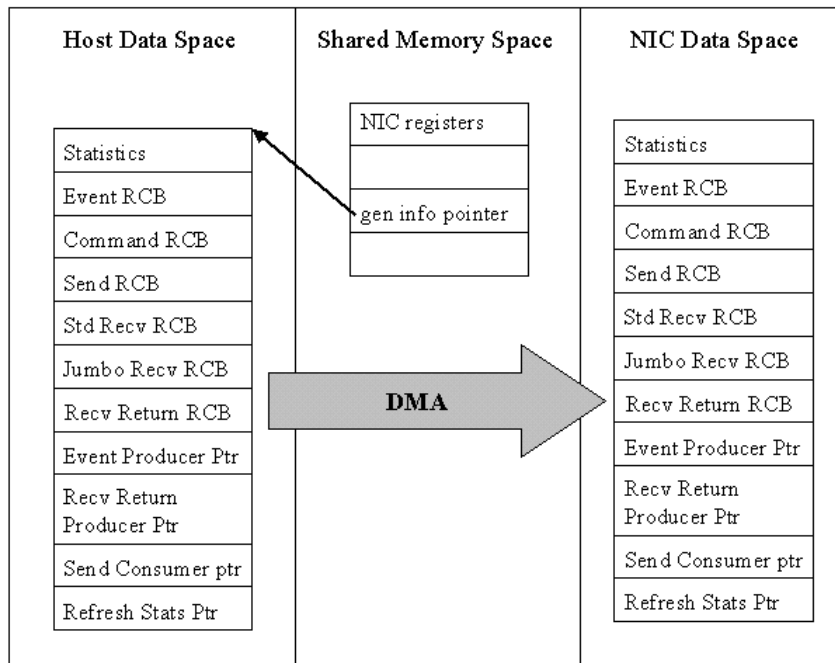 Host Data Space
Statistics
Event RCB
Command RCB
Send RCB
Std Recv RCB
Jumbo Recv RCB
Recv Return RCB
Event Producer Ptr
Recv Return
Producer Ptr
Send Consumer ptr
Refresh Stats Ptr
Shared Memory Space
NIC registers
gen info pointer
DMA
NIC Data Space
Statistics
Event RCB
Command RCB
Send RCB
Std Recv RCB
Jumbo Recv RCB
Recv Return RCB
Event Producer Ptr
Recv Return
Producer Ptr
Send Consumer ptr
Refresh Stats Ptr